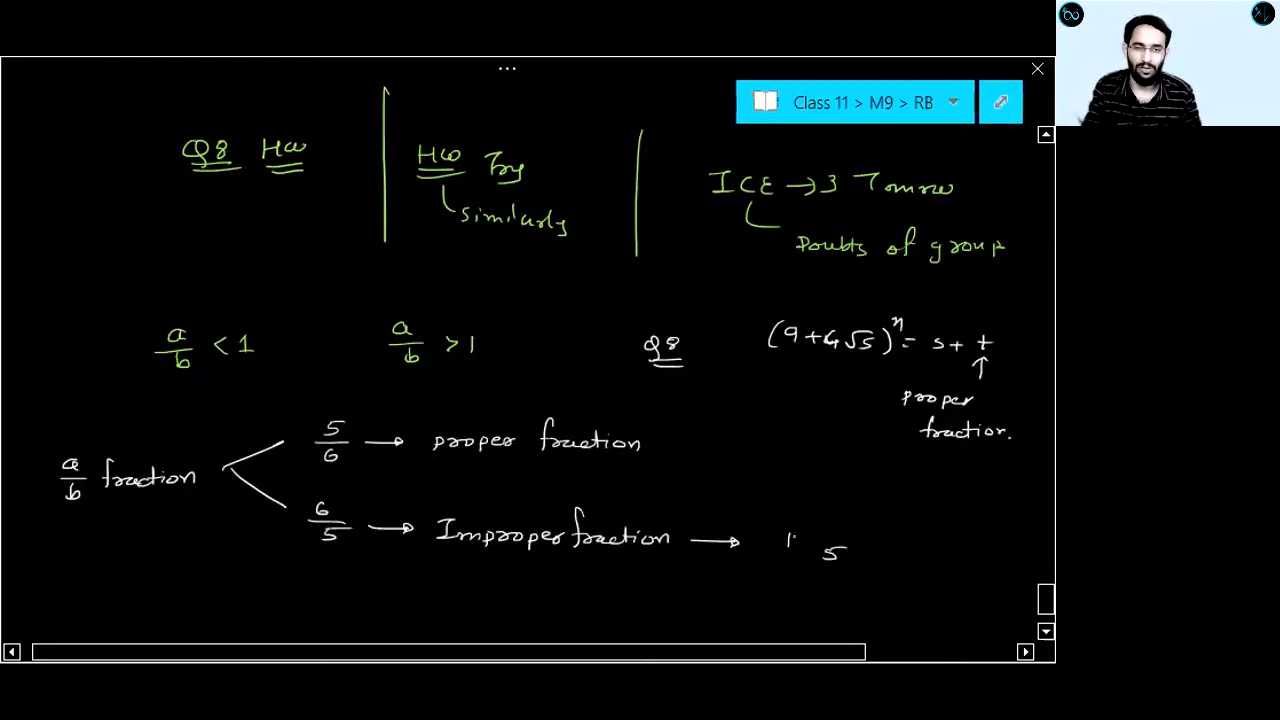 ...
Class 11 > M9 > RB
Q8 HW
HW Try
similarly
ICE → 3
Doubts of group
a/b < 1
a/b > 1
Q8
(9+4√5)^n = s + t
proper
fraction.
a/b fraction
5/6 → proper fraction
6/5 → Improper fraction → 1 5